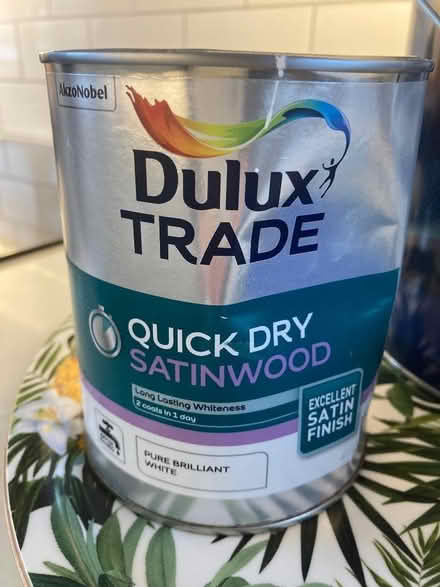 AkzoNobel
Dulux
TRADE
QUICK DRY
SATINWOOD
Long Lasting Whiteness
2 coats in 1 day
EXCELLENT
SATIN
FINISH
PURE BRILLIANT
WHITE